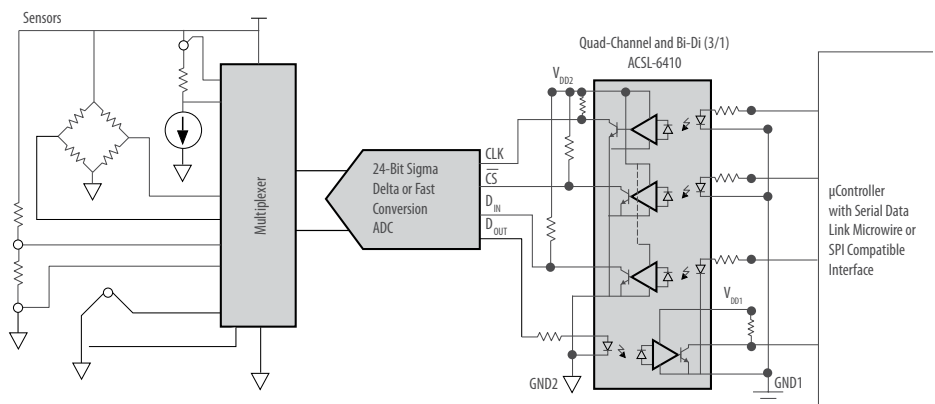 Sensors
Quad-Channel and Bi-Di (3/1)
ACSL-6410
VDD2
Multiplexer
24-Bit Sigma
Delta or Fast
Conversion
ADC
CLK
CS
DIN
DOUT
µController
with Serial Data
Link Microwire or
SPI Compatible
Interface
VDD1
GND2
GND1